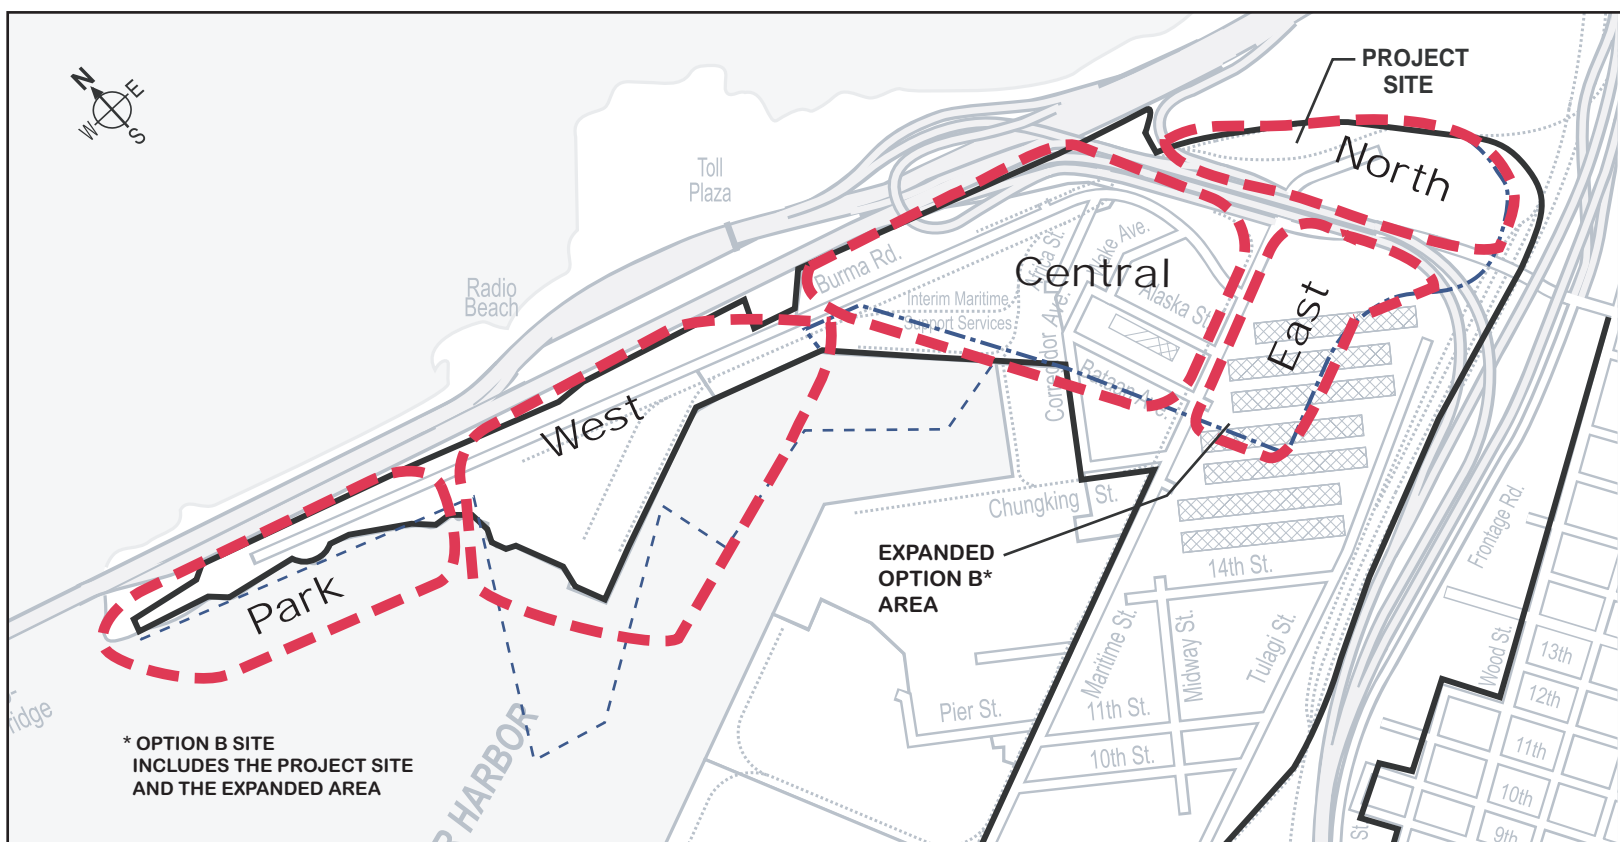 N
E
W
S
PROJECT
SITE
North
Toll
Plaza
Radio
Beach
Burma Rd.
Central
Alaska St.
Interim Maritime
Support Services
Corregidor Ave.
Bataan Ave.
East
West
Park
Chungking St.
EXPANDED
OPTION B*
AREA
14th St.
Frontage Rd.
Wood St.
Maritime St.
Midway St.
Tulagi St.
11th St.
10th St.
Pier St.
13th
12th
11th
10th
9th
St
ridge
HARBOR
* OPTION B SITE
INCLUDES THE PROJECT SITE
AND THE EXPANDED AREA